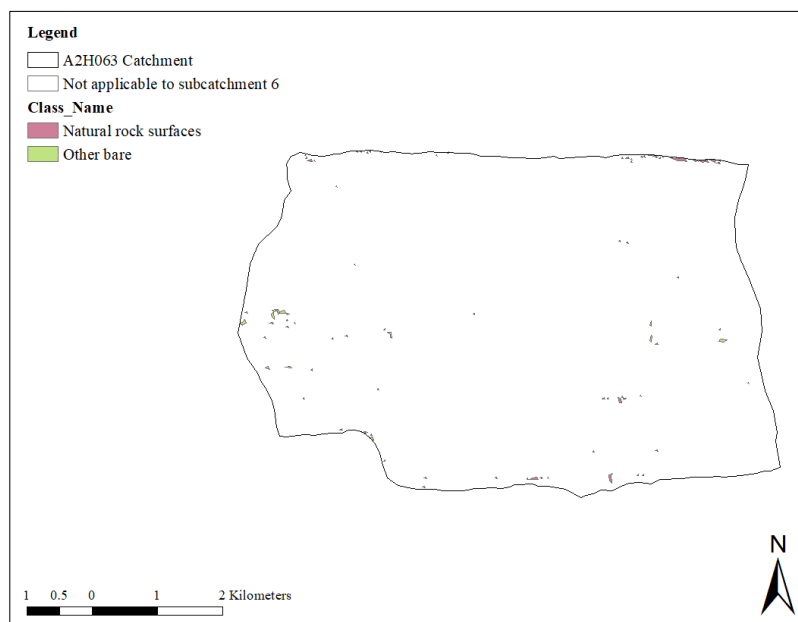 Legend
A2H063 Catchment
Not applicable to subcatchment 6
Class_Name
Natural rock surfaces
Other bare
N
1 0.5 0 1 2 Kilometers